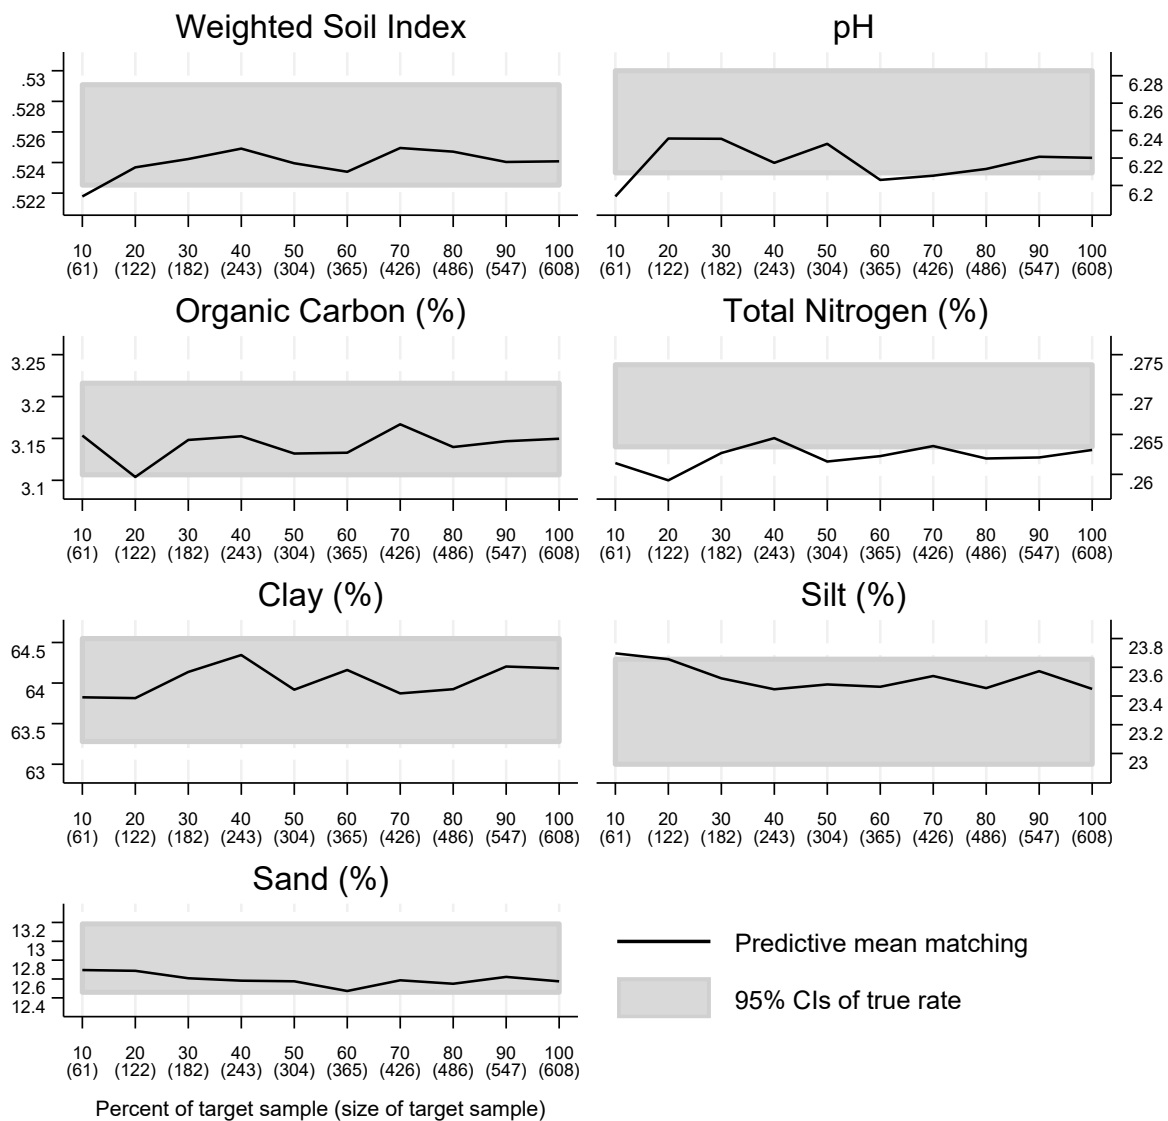 Weighted Soil Index
.53
.528
.526
.524
.522
10 20 30 40 50 60 70 80 90 100
(61) (122) (182) (243) (304) (365) (426) (486) (547) (608)
pH
6.28
6.26
6.24
6.22
6.2
10 20 30 40 50 60 70 80 90 100
(61) (122) (182) (243) (304) (365) (426) (486) (547) (608)
Organic Carbon (%)
3.25
3.2
3.15
3.1
10 20 30 40 50 60 70 80 90 100
(61) (122) (182) (243) (304) (365) (426) (486) (547) (608)
Total Nitrogen (%)
.275
.27
.265
.26
10 20 30 40 50 60 70 80 90 100
(61) (122) (182) (243) (304) (365) (426) (486) (547) (608)
Clay (%)
64.5
64
63.5
63
10 20 30 40 50 60 70 80 90 100
(61) (122) (182) (243) (304) (365) (426) (486) (547) (608)
Silt (%)
23.8
23.6
23.4
23.2
23
10 20 30 40 50 60 70 80 90 100
(61) (122) (182) (243) (304) (365) (426) (486) (547) (608)
Sand (%)
13.2
13
12.8
12.6
12.4
10 20 30 40 50 60 70 80 90 100
(61) (122) (182) (243) (304) (365) (426) (486) (547) (608)
Percent of target sample (size of target sample)
Predictive mean matching
95% CIs of true rate